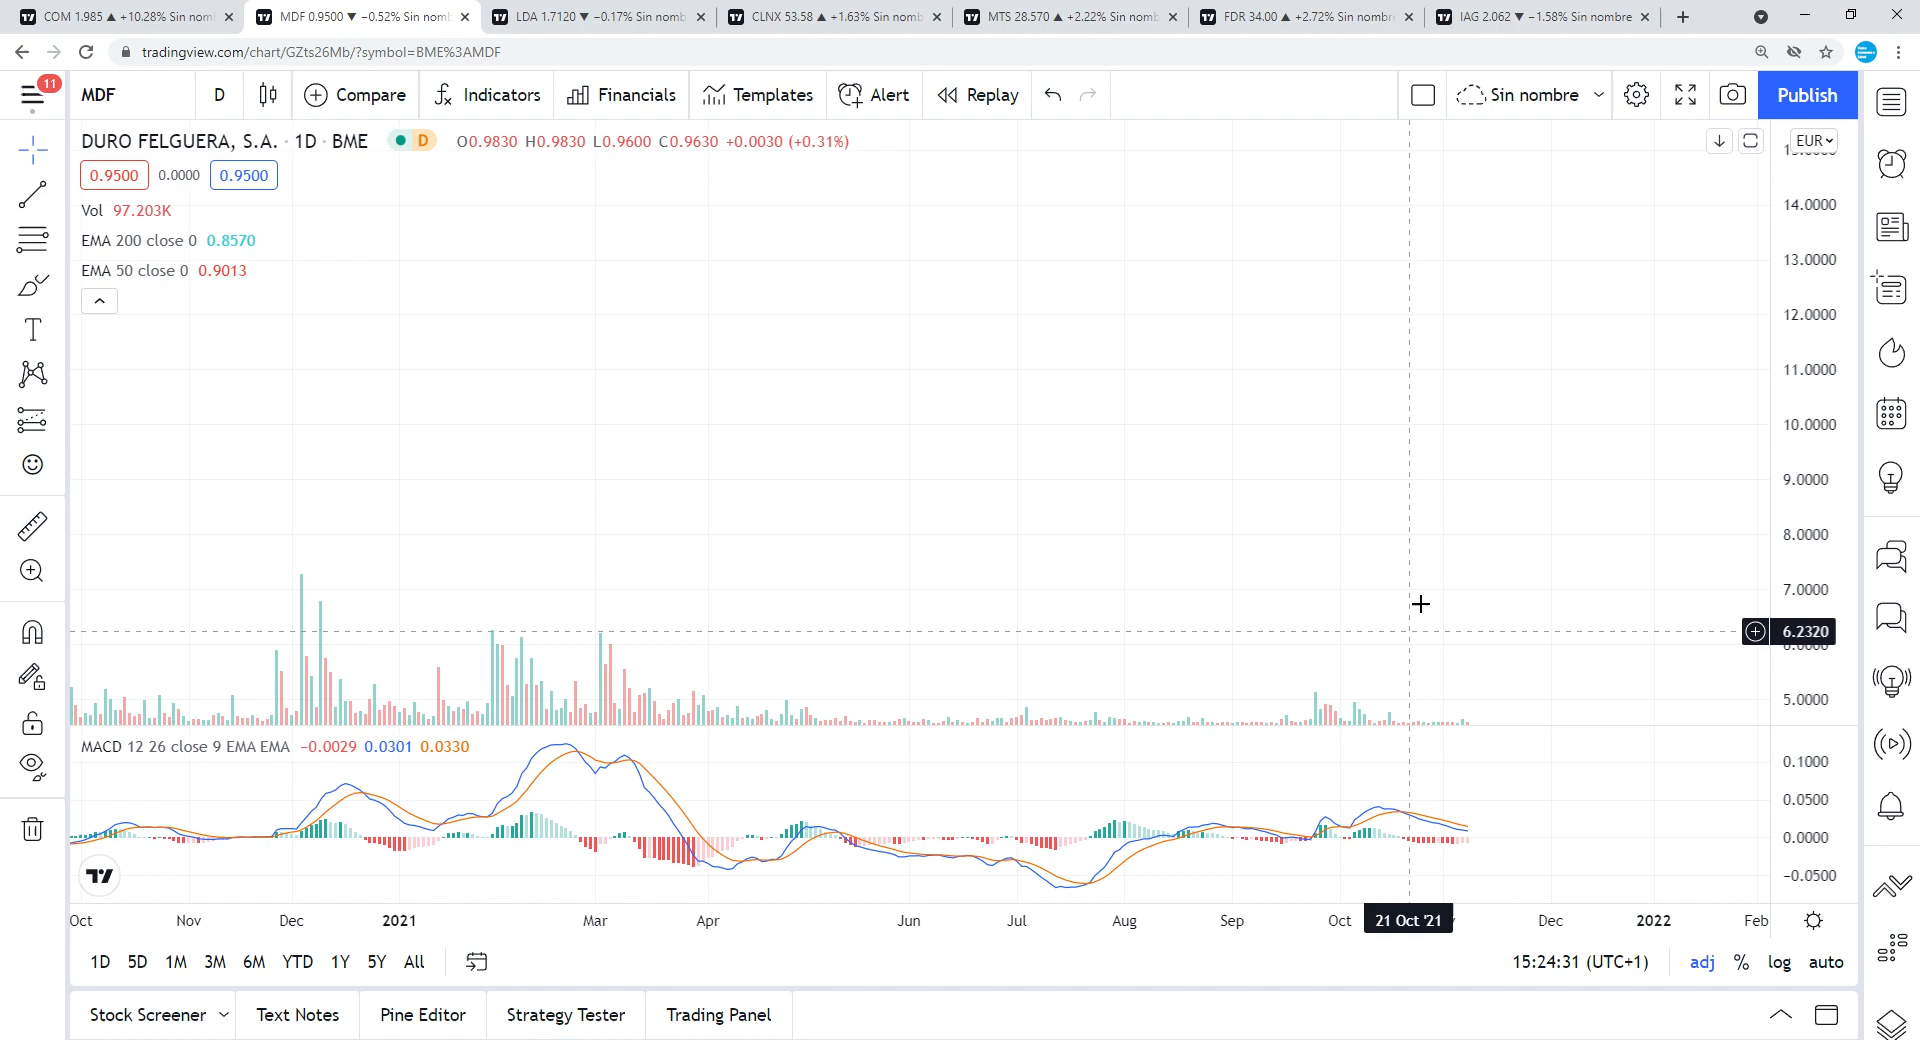 COM 1.985 ▲ +10.28% Sin nom
MDF 0.9500 ▼ −0.52% Sin nomb
LDA 1.7120 ▼ −0.17% Sin nomb
CLNX 53.58 ▲ +1.63% Sin nomb
MTS 28.570 ▲ +2.22% Sin nomb
FDR 34.00 ▲ +2.72% Sin nombre
IAG 2.062 ▼ −1.58% Sin nombre
tradingview.com/chart/GZts26Mb/?symbol=BME%3AMDF
11
MDF D Compare Indicators Financials Templates Alert Replay Sin nombre Publish
DURO FELGUERA, S.A. · 1D · BME D O0.9830 H0.9830 L0.9600 C0.9630 +0.0030 (+0.31%) EUR
0.9500 0.0000 0.9500
Vol 97.203K
EMA 200 close 0 0.8570
EMA 50 close 0 0.9013
14.0000
13.0000
12.0000
11.0000
10.0000
9.0000
8.0000
7.0000
6.2320
5.0000
MACD 12 26 close 9 EMA EMA −0.0029 0.0301 0.0330
0.1000
0.0500
0.0000
−0.0500
Oct Nov Dec 2021 Mar Apr Jun Jul Aug Sep Oct 21 Oct '21 Dec 2022 Feb
1D 5D 1M 3M 6M YTD 1Y 5Y All 15:24:31 (UTC+1) adj % log auto
Stock Screener Text Notes Pine Editor Strategy Tester Trading Panel